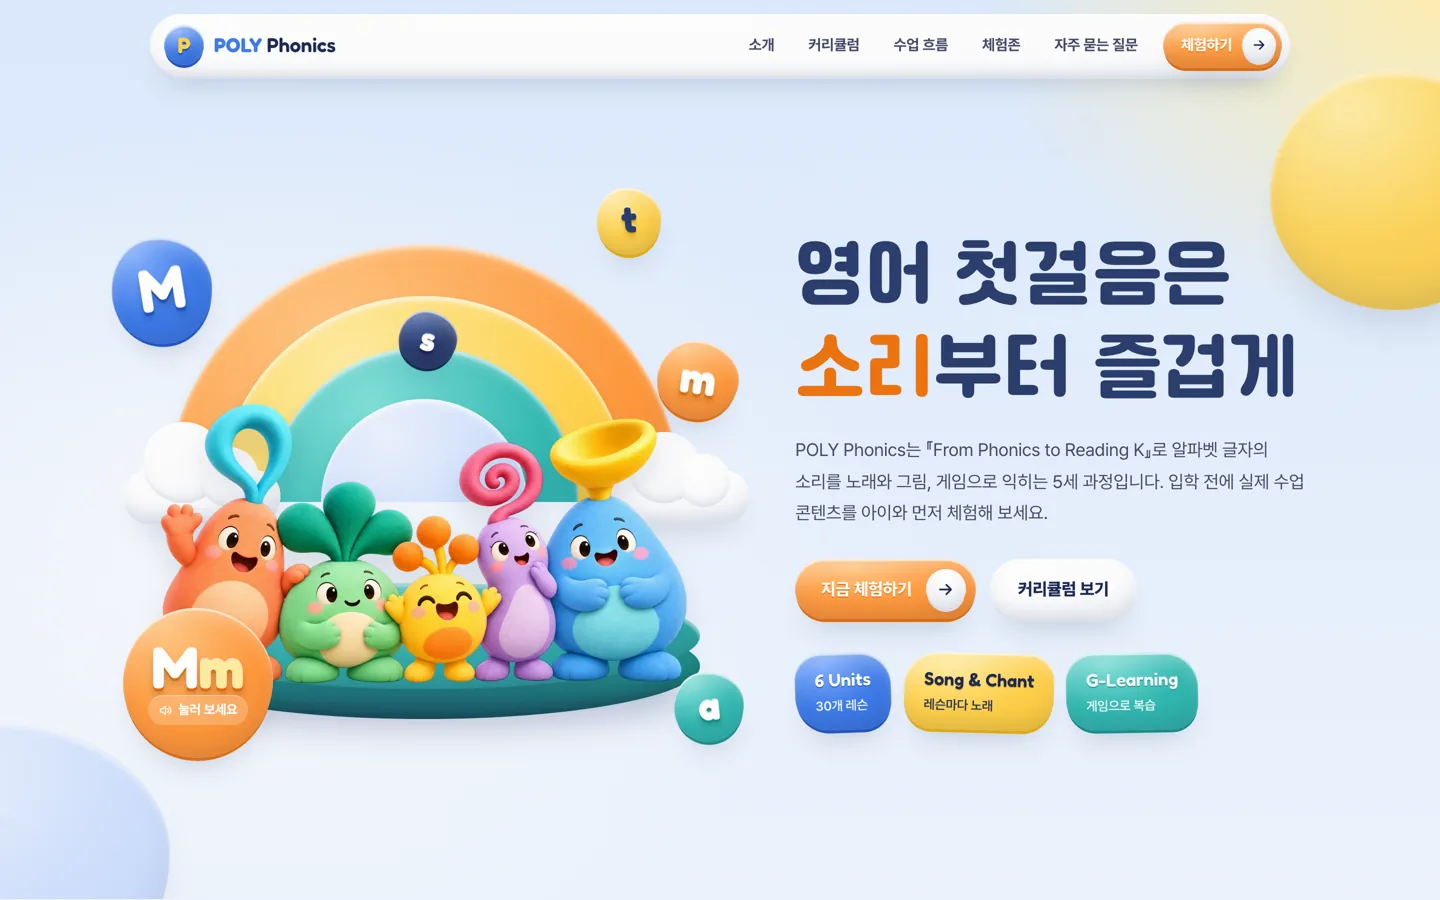 P POLY Phonics
소개 커리큘럼 수업 흐름 체험존 자주 묻는 질문 체험하기
t
M
s
m
영어 첫걸음은
소리부터 즐겁게
POLY Phonics는 『From Phonics to Reading K』로 알파벳 글자의
소리를 노래와 그림, 게임으로 익히는 5세 과정입니다. 입학 전에 실제 수업
콘텐츠를 아이와 먼저 체험해 보세요.
지금 체험하기 커리큘럼 보기
Mm
눌러 보세요
a
6 Units
30개 레슨
Song & Chant
레슨마다 노래
G-Learning
게임으로 복습